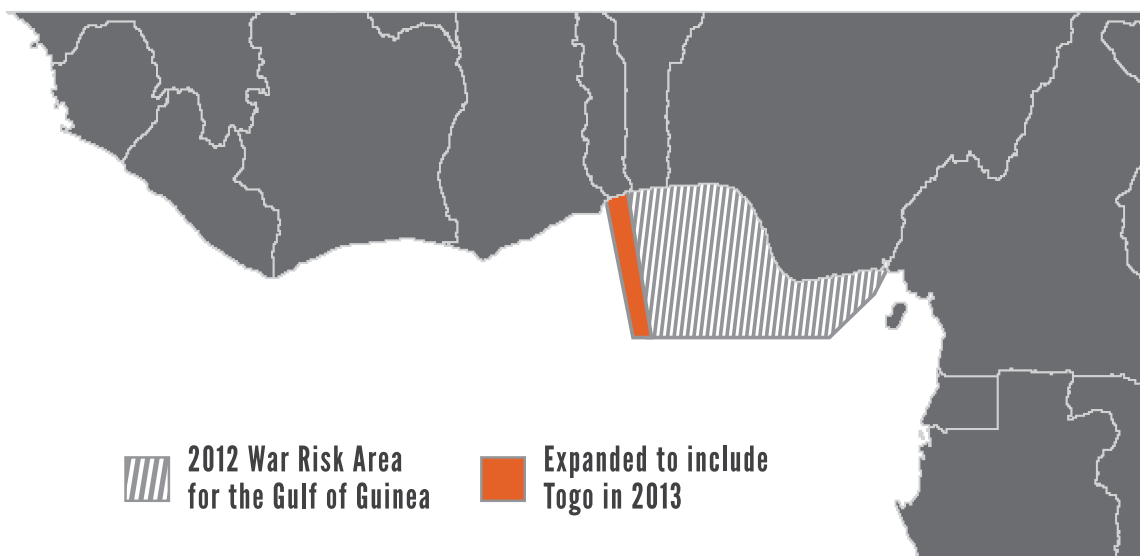 2012 War Risk Area
for the Gulf of Guinea
Expanded to include
Togo in 2013